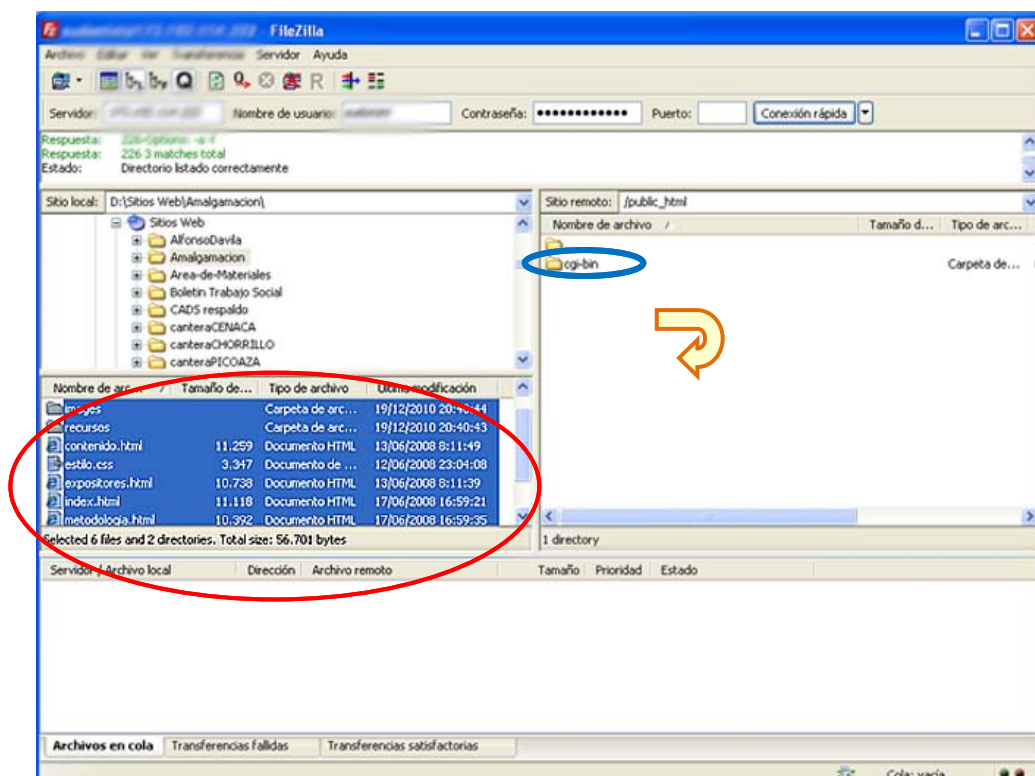 FileZilla
Archivo Editar Ver Transferencia Servidor Ayuda
Servidor: Nombre de usuario: Contraseña: ●●●●●●●●●●●● Puerto: Conexión rápida
Respuesta: 226-Options: -a -l
Respuesta: 226 3 matches total
Estado: Directorio listado correctamente
Sitio local: D:\Sitios Web\Amalgamacion\
Sitio remoto: /public_html
Sitios Web
AlfonsoDavila
Amalgamacion
Area-de-Materiales
Boletin Trabajo Social
CADS respaldo
canteraCENACA
canteraCHORRILLO
canteraPICOAZA
Nombre de archivo / Tamaño d... Tipo de arc...
cgi-bin Carpeta de...
Nombre de arc... / Tamaño de... Tipo de archivo Última modificación
images Carpeta de arc... 19/12/2010 20:40:44
recursos Carpeta de arc... 19/12/2010 20:40:43
contenido.html 11.259 Documento HTML 13/06/2008 8:11:49
estilo.css 3.347 Documento de ... 12/06/2008 23:04:08
expositores.html 10.738 Documento HTML 13/06/2008 8:11:39
index.html 11.118 Documento HTML 17/06/2008 16:59:21
metodologia.html 10.392 Documento HTML 17/06/2008 16:59:35
Selected 6 files and 2 directories. Total size: 56.701 bytes
1 directory
Servidor / Archivo local Dirección Archivo remoto Tamaño Prioridad Estado
Archivos en cola Transferencias fallidas Transferencias satisfactorias
Cola: vacía